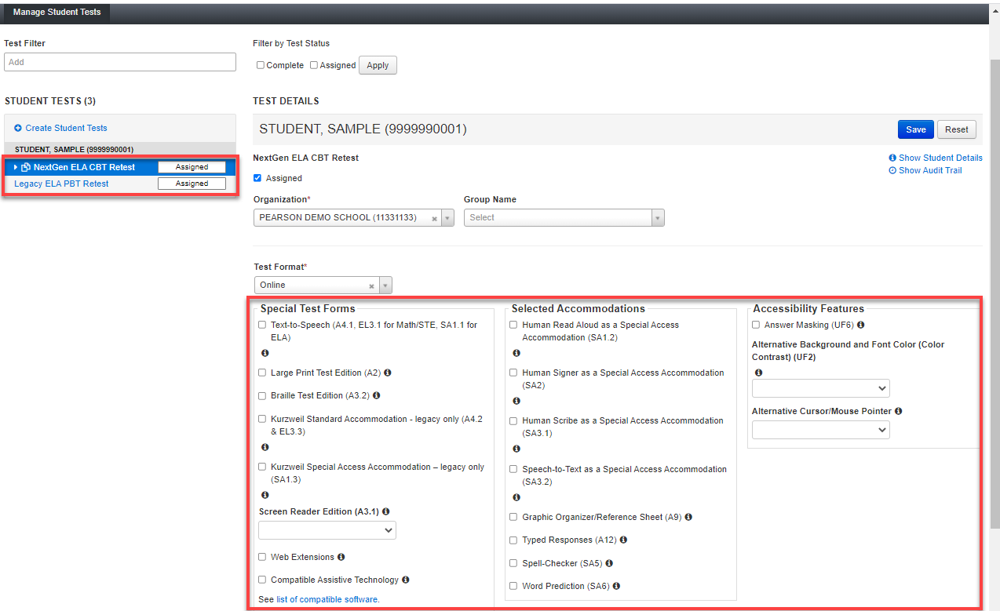 Manage Student Tests
Test Filter
Add
STUDENT TESTS (3)
Create Student Tests
STUDENT, SAMPLE (9999990001)
NextGen ELA CBT Retest Assigned
Legacy ELA PBT Retest Assigned
Filter by Test Status
Complete Assigned Apply
TEST DETAILS
STUDENT, SAMPLE (9999990001) Save Reset
NextGen ELA CBT Retest
Show Student Details
Show Audit Trail
Assigned
Organization* Group Name
PEARSON DEMO SCHOOL (11331133) Select
Test Format*
Online
Special Test Forms
Text-to-Speech (A4.1, EL3.1 for Math/STE, SA1.1 for
ELA)
Large Print Test Edition (A2)
Braille Test Edition (A3.2)
Kurzweil Standard Accommodation - legacy only (A4.2
& EL3.3)
Kurzweil Special Access Accommodation – legacy only
(SA1.3)
Screen Reader Edition (A3.1)
Web Extensions
Compatible Assistive Technology
See list of compatible software.
Selected Accommodations
Human Read Aloud as a Special Access
Accommodation (SA1.2)
Human Signer as a Special Access Accommodation
(SA2)
Human Scribe as a Special Access Accommodation
(SA3.1)
Speech-to-Text as a Special Access Accommodation
(SA3.2)
Graphic Organizer/Reference Sheet (A9)
Typed Responses (A12)
Spell-Checker (SA5)
Word Prediction (SA6)
Accessibility Features
Answer Masking (UF6)
Alternative Background and Font Color (Color
Contrast) (UF2)
Alternative Cursor/Mouse Pointer